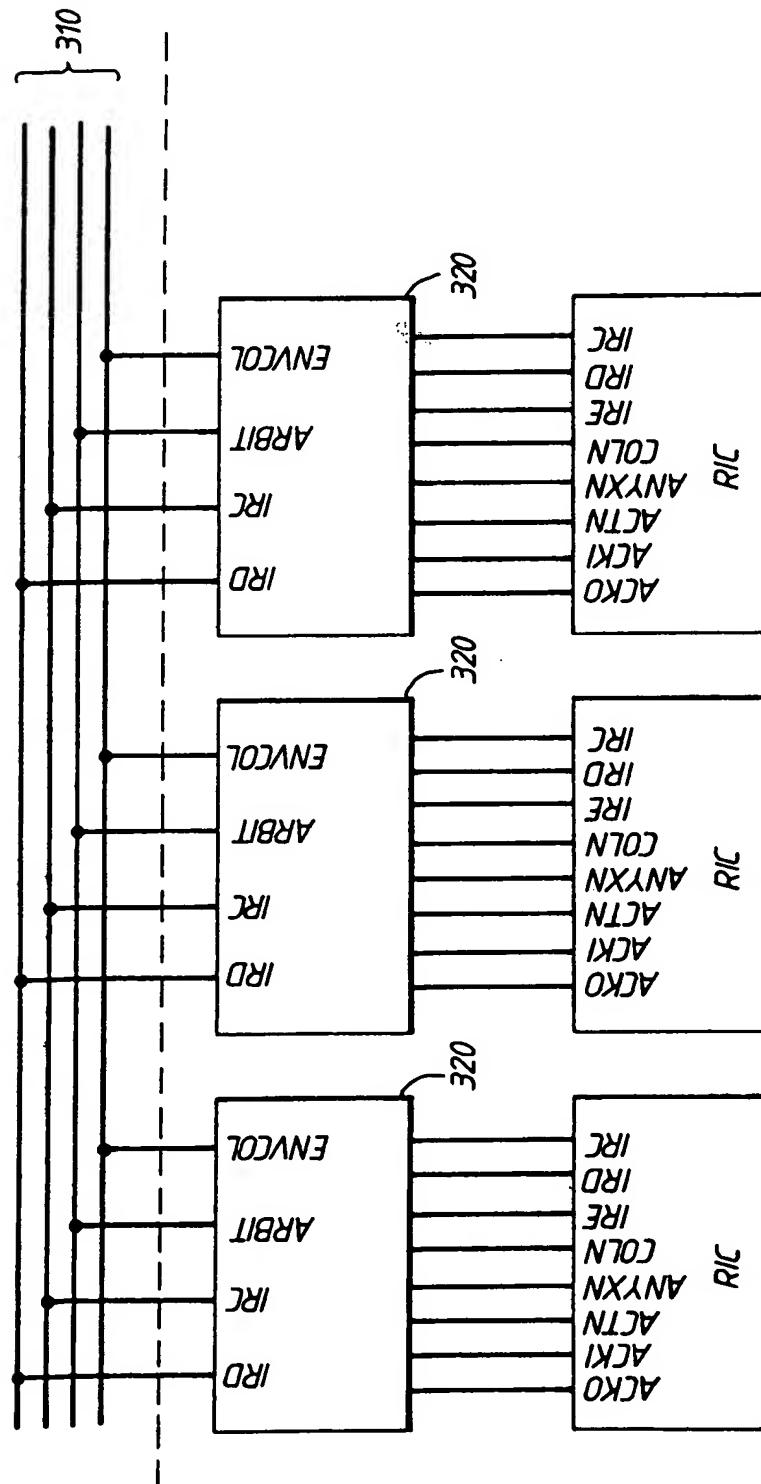 310
320
ENVCOL
ARBIT
IRC
IRD
IRC
IRD
IRE
COLN
ANYXN
ACTN
ACKI
ACKO
RIC
320
ENVCOL
ARBIT
IRC
IRD
IRC
IRD
IRE
COLN
ANYXN
ACTN
ACKI
ACKO
RIC
320
ENVCOL
ARBIT
IRC
IRD
IRC
IRD
IRE
COLN
ANYXN
ACTN
ACKI
ACKO
RIC